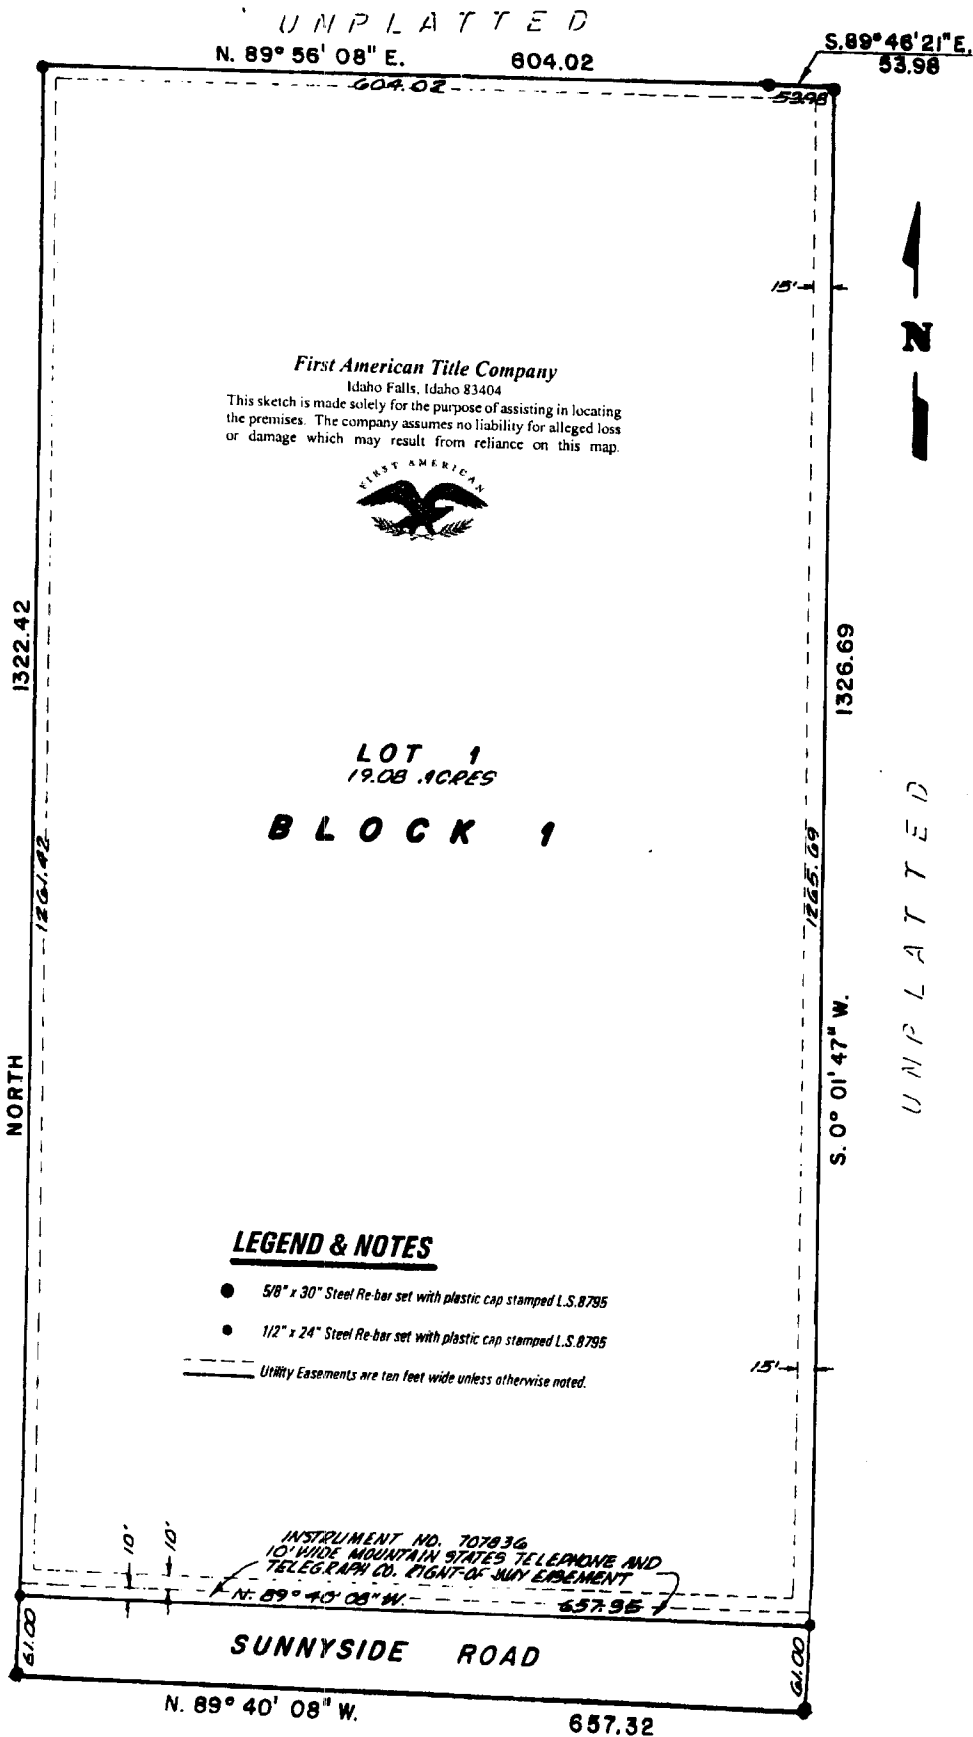 UNPLATTED
N. 89° 56' 08" E. 604.02
S.89°46'21"E.
53.98
604.02
53.98
15'
N
First American Title Company
Idaho Falls, Idaho 83404
This sketch is made solely for the purpose of assisting in locating
the premises. The company assumes no liability for alleged loss
or damage which may result from reliance on this map.
FIRST AMERICAN
1322.42
1326.69
LOT 1
19.08 ACRES
BLOCK 1
1261.42
1265.69
UNPLATTED
NORTH
S. 0° 01' 47" W.
LEGEND & NOTES
5/8" x 30" Steel Re-bar set with plastic cap stamped L.S.8795
1/2" x 24" Steel Re-bar set with plastic cap stamped L.S.8795
Utility Easements are ten feet wide unless otherwise noted.
15'
10'
10'
INSTRUMENT NO. 707836
10' WIDE MOUNTAIN STATES TELEPHONE AND
TELEGRAPH CO. RIGHT-OF-WAY EASEMENT
N. 89° 40' 08" W. 657.35
61.00
SUNNYSIDE ROAD
61.00
N. 89° 40' 08" W.
657.32